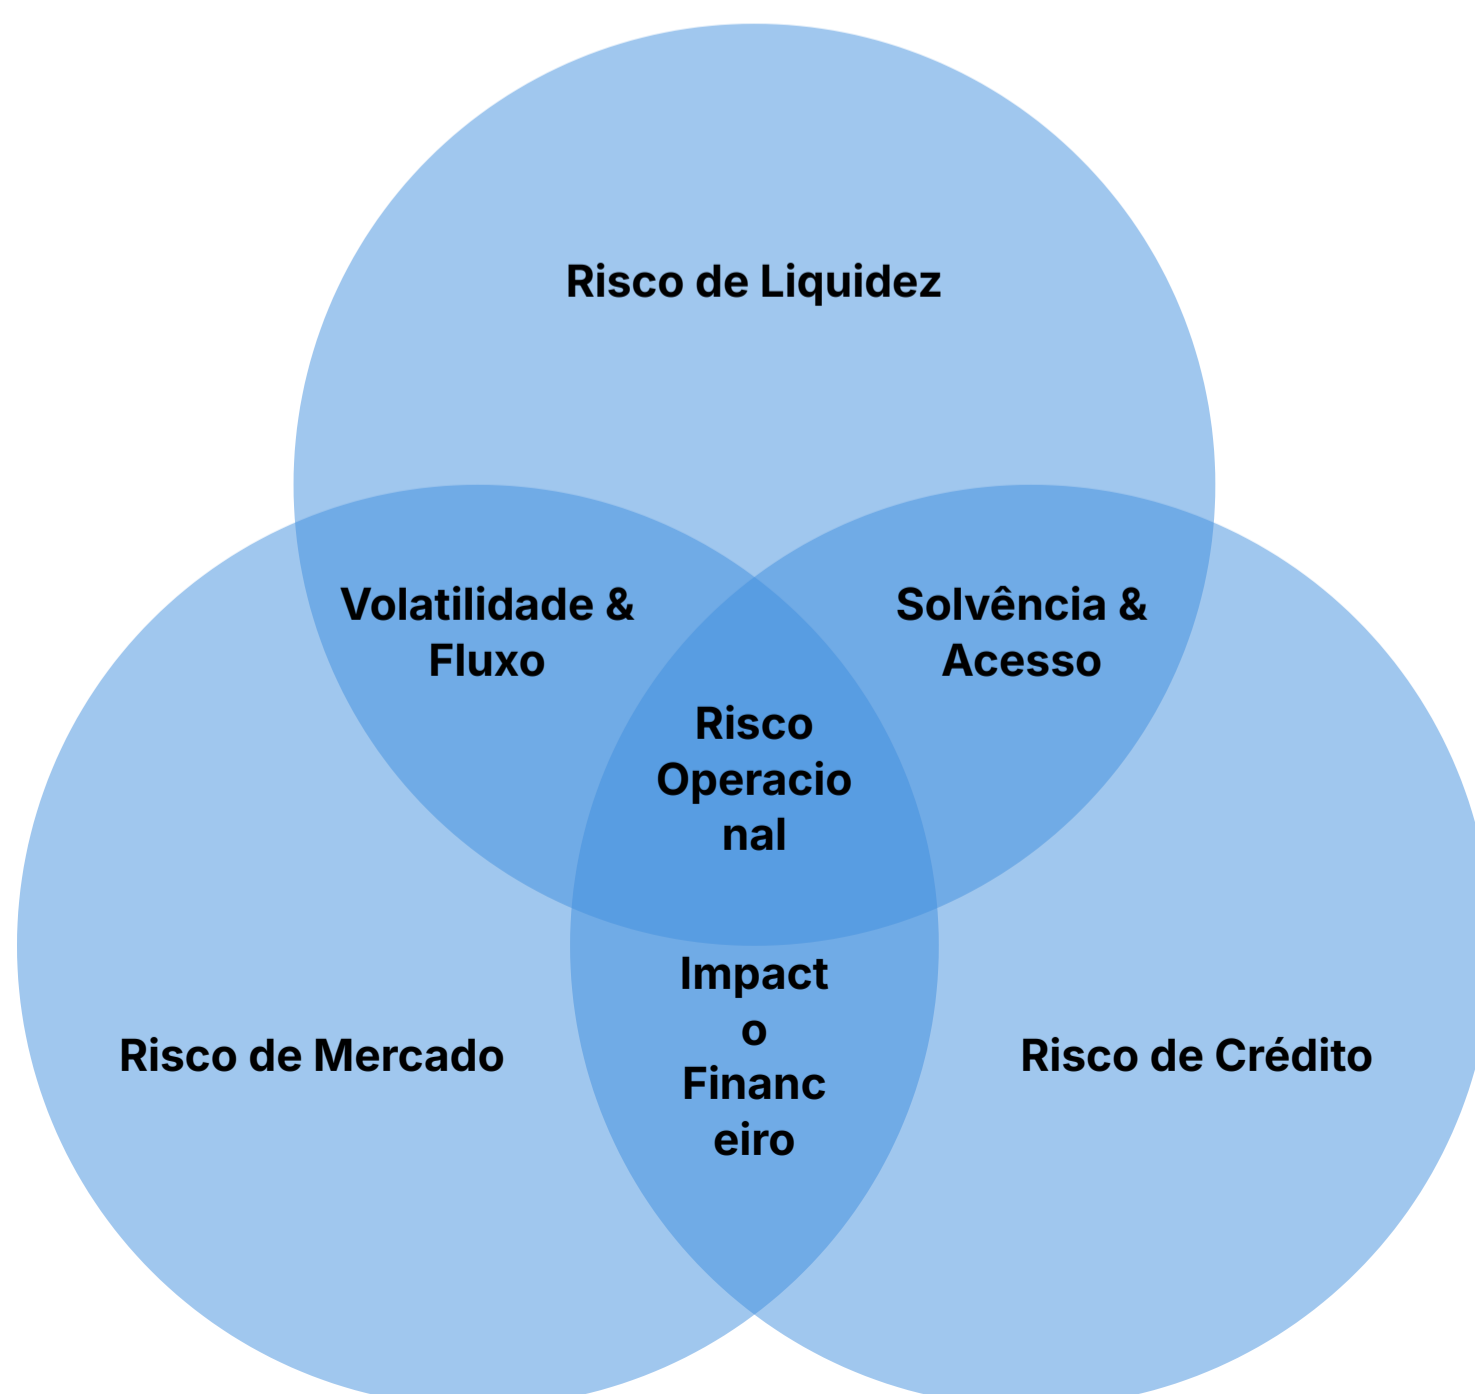 Risco de Liquidez
Volatilidade &
Fluxo
Solvência &
Acesso
Risco
Operacio
nal
Impact
o
Financ
eiro
Risco de Mercado
Risco de Crédito